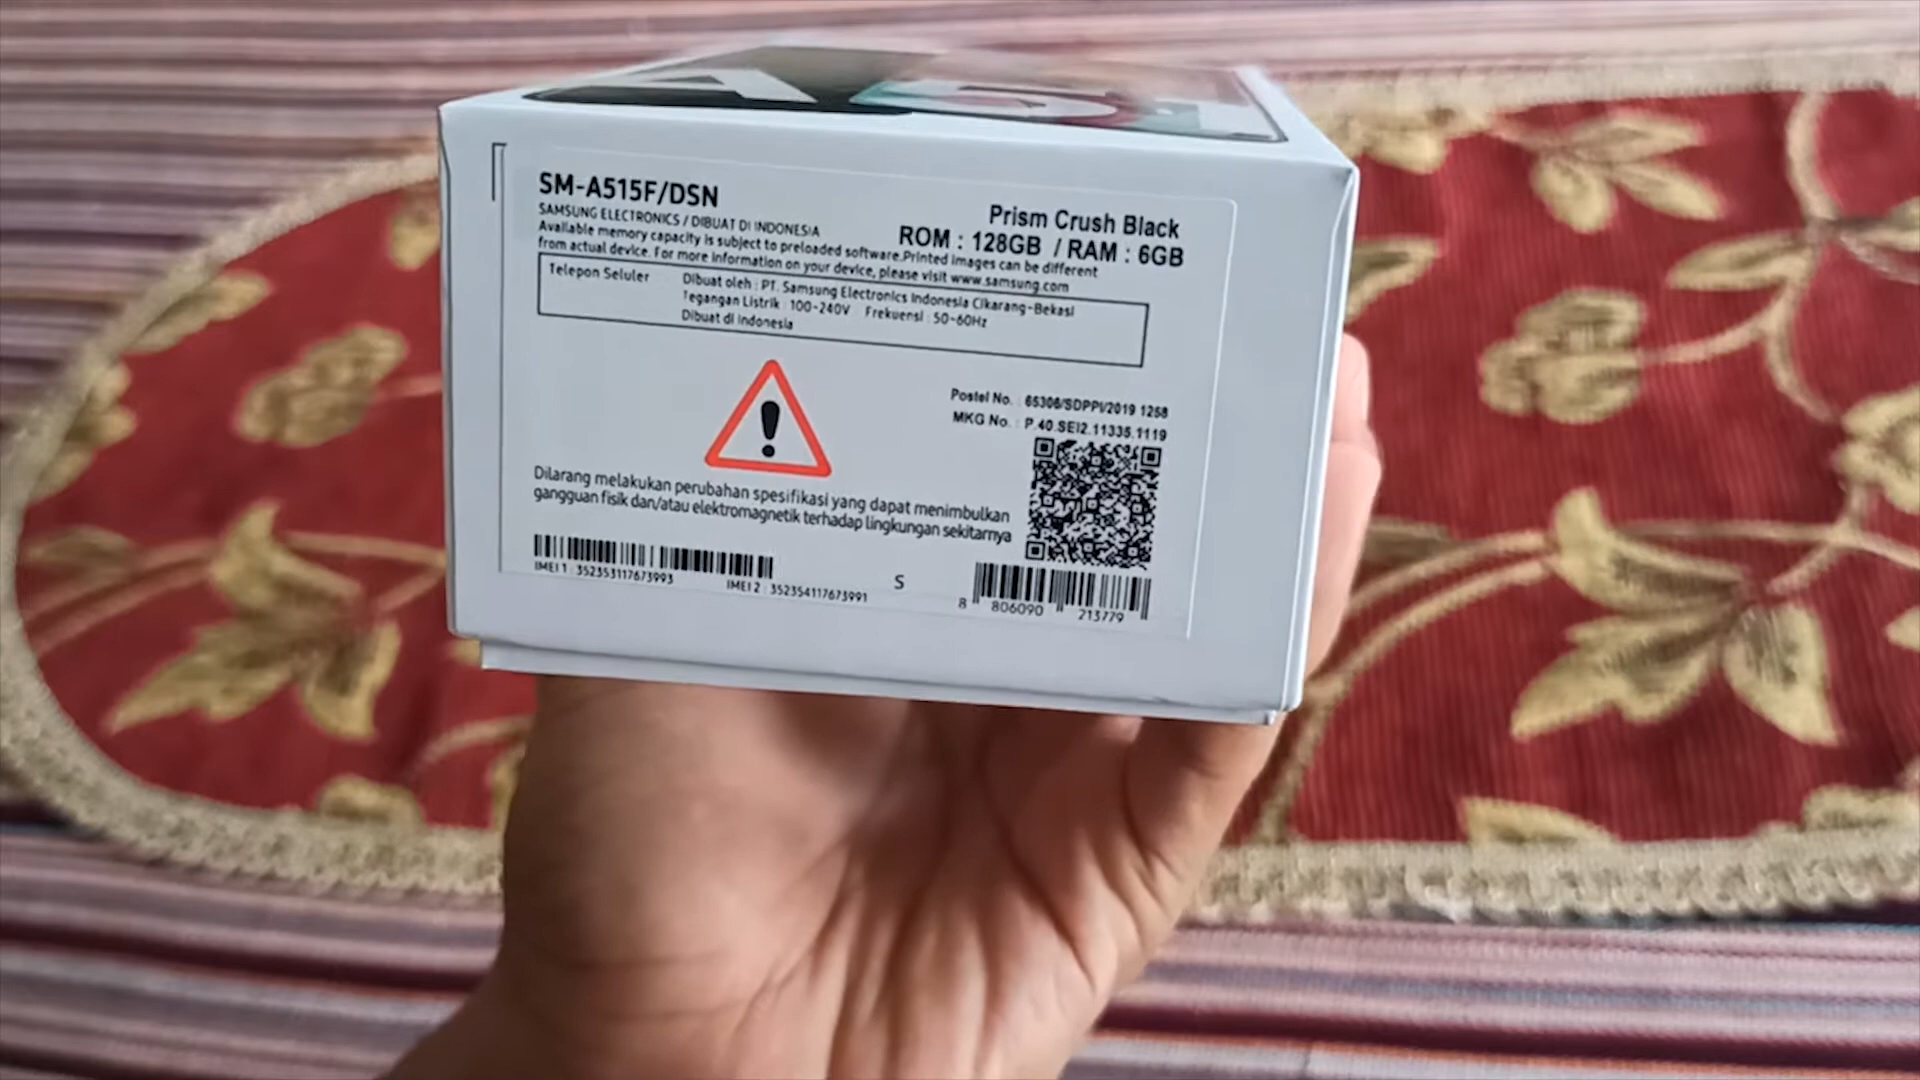 A51
SM-A515F/DSN
SAMSUNG ELECTRONICS / DIBUAT DI INDONESIA
Prism Crush Black
ROM : 128GB / RAM : 6GB
Available memory capacity is subject to preloaded software.Printed images can be different
from actual device. For more information on your device, please visit www.samsung.com
Telepon Seluler
Dibuat oleh : PT. Samsung Electronics Indonesia Cikarang-Bekasi
Tegangan Listrik : 100-240V Frekuensi : 50-60Hz
Dibuat di Indonesia
Postel No. : 65306/SDPPI/2019 1258
MKG No. : P.40.SEI2.11335.1119
Dilarang melakukan perubahan spesifikasi yang dapat menimbulkan
gangguan fisik dan/atau elektromagnetik terhadap lingkungan sekitarnya
IMEI 1 : 352353117673993
IMEI 2 : 352354117673991
S
8 806090 213779